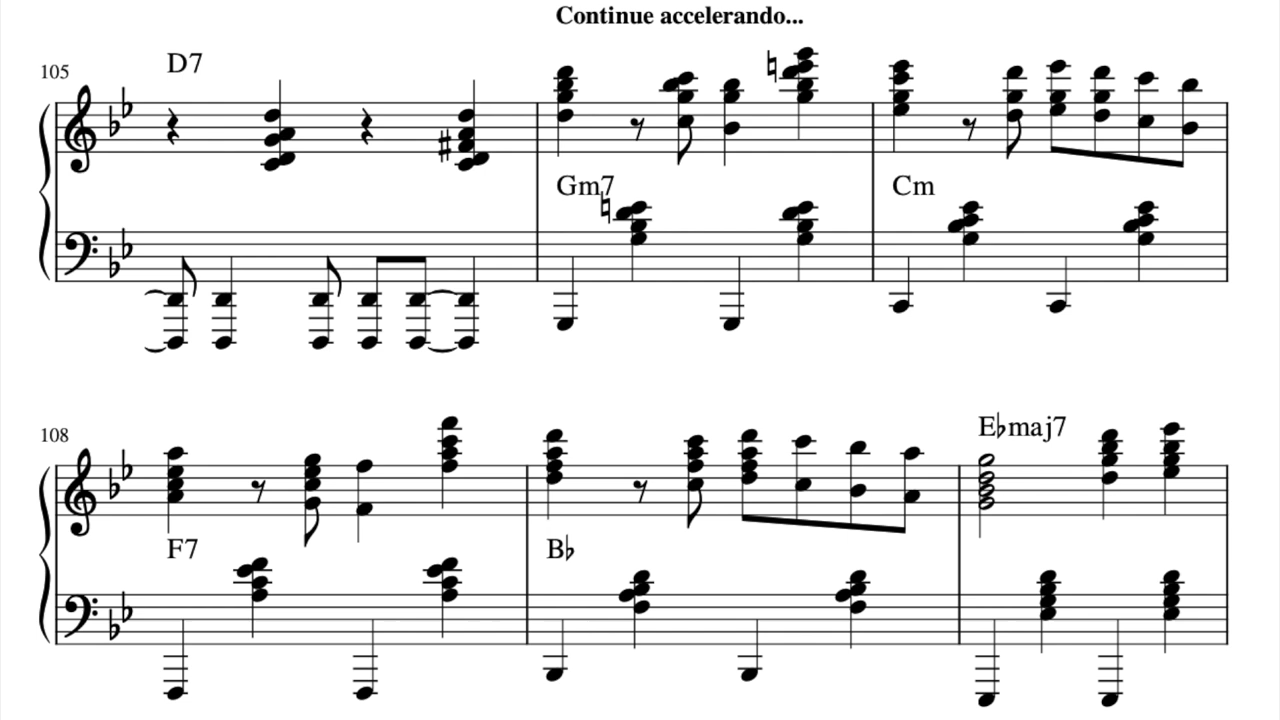 Continue accelerando...
105
D7
Gm7
Cm
108
E♭maj7
F7
B♭